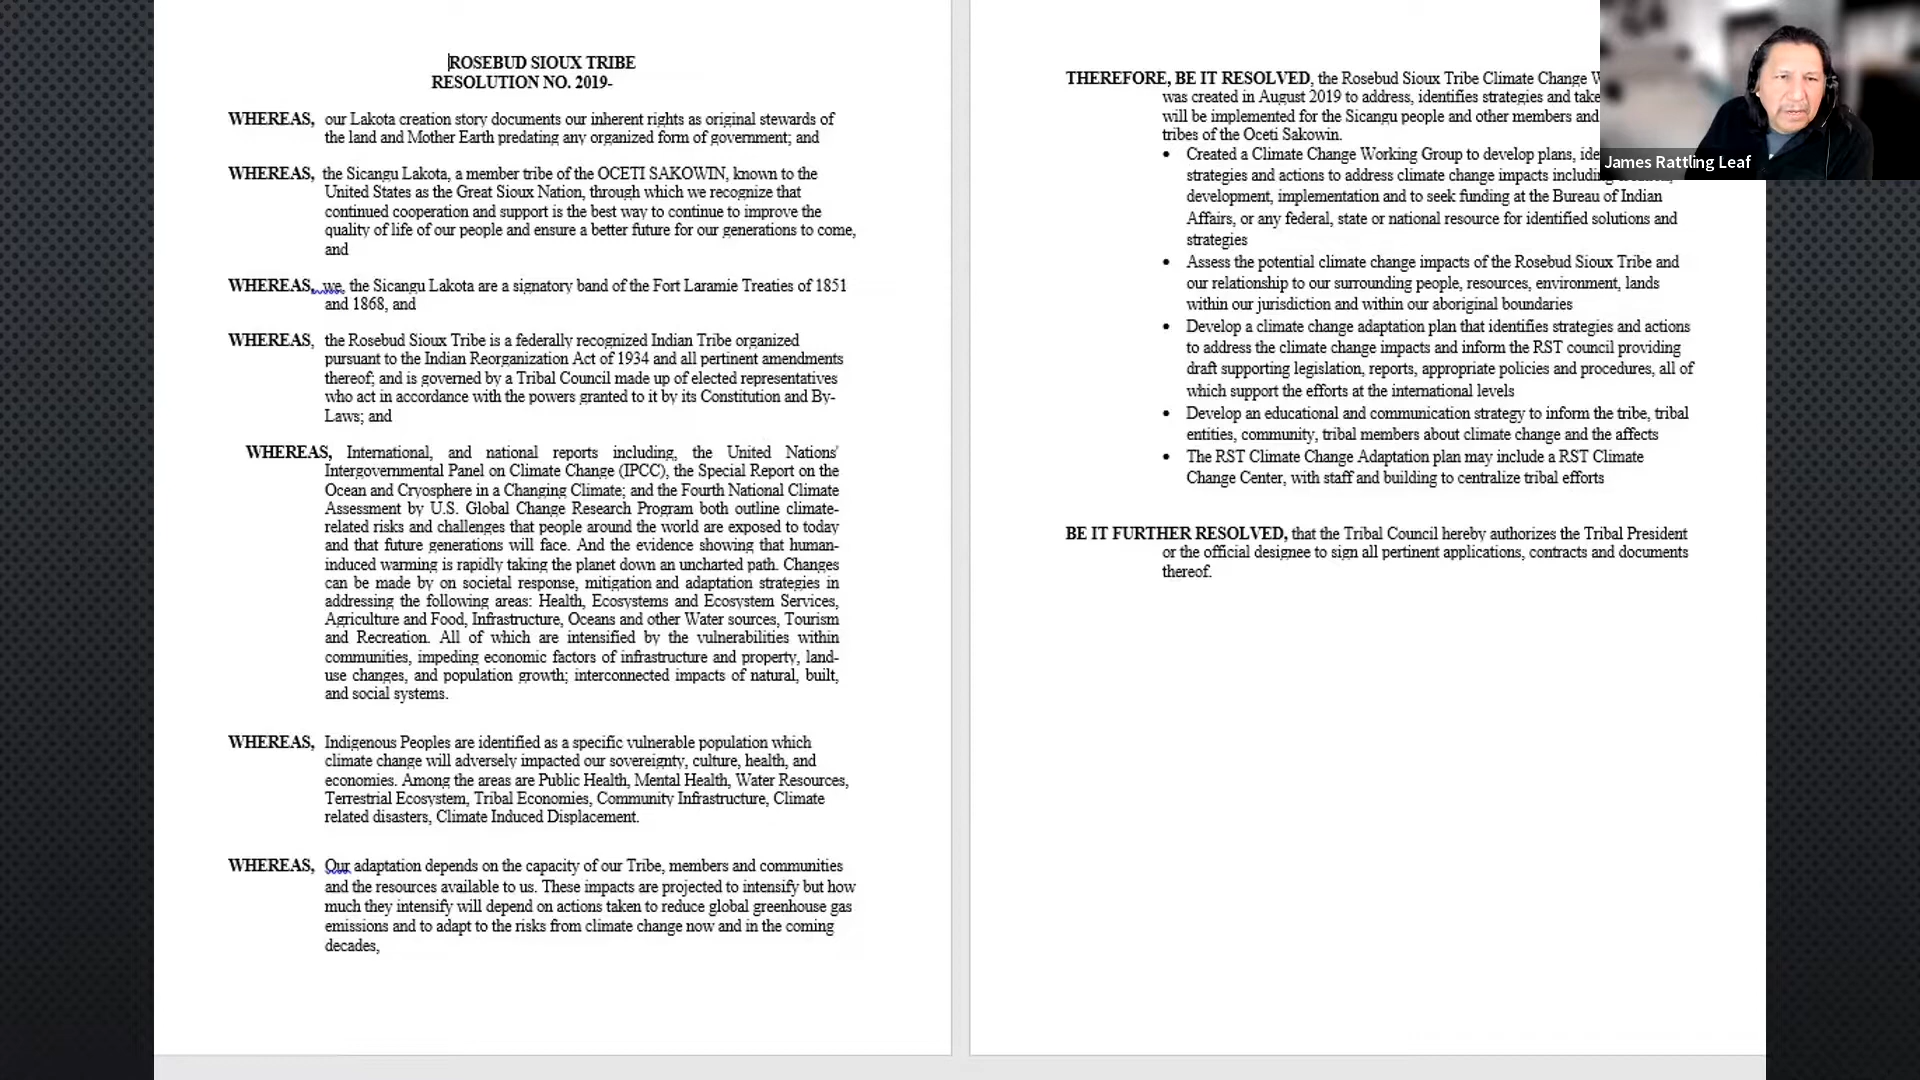 ROSEBUD SIOUX TRIBE
RESOLUTION NO. 2019-
WHEREAS, our Lakota creation story documents our inherent rights as original stewards of
the land and Mother Earth predating any organized form of government; and
WHEREAS, the Sicangu Lakota, a member tribe of the OCETI SAKOWIN, known to the
United States as the Great Sioux Nation, through which we recognize that
continued cooperation and support is the best way to continue to improve the
quality of life of our people and ensure a better future for our generations to come,
and
WHEREAS, we, the Sicangu Lakota are a signatory band of the Fort Laramie Treaties of 1851
and 1868, and
WHEREAS, the Rosebud Sioux Tribe is a federally recognized Indian Tribe organized
pursuant to the Indian Reorganization Act of 1934 and all pertinent amendments
thereof; and is governed by a Tribal Council made up of elected representatives
who act in accordance with the powers granted to it by its Constitution and By-
Laws; and
WHEREAS, International, and national reports including, the United Nations'
Intergovernmental Panel on Climate Change (IPCC), the Special Report on the
Ocean and Cryosphere in a Changing Climate; and the Fourth National Climate
Assessment by U.S. Global Change Research Program both outline climate-
related risks and challenges that people around the world are exposed to today
and that future generations will face. And the evidence showing that human-
induced warming is rapidly taking the planet down an uncharted path. Changes
can be made by on societal response, mitigation and adaptation strategies in
addressing the following areas: Health, Ecosystems and Ecosystem Services,
Agriculture and Food, Infrastructure, Oceans and other Water sources, Tourism
and Recreation. All of which are intensified by the vulnerabilities within
communities, impeding economic factors of infrastructure and property, land-
use changes, and population growth; interconnected impacts of natural, built,
and social systems.
WHEREAS, Indigenous Peoples are identified as a specific vulnerable population which
climate change will adversely impacted our sovereignty, culture, health, and
economies. Among the areas are Public Health, Mental Health, Water Resources,
Terrestrial Ecosystem, Tribal Economies, Community Infrastructure, Climate
related disasters, Climate Induced Displacement.
WHEREAS, Our adaptation depends on the capacity of our Tribe, members and communities
and the resources available to us. These impacts are projected to intensify but how
much they intensify will depend on actions taken to reduce global greenhouse gas
emissions and to adapt to the risks from climate change now and in the coming
decades,
THEREFORE, BE IT RESOLVED, the Rosebud Sioux Tribe Climate Change
was created in August 2019 to address, identifies strategies and take
will be implemented for the Sicangu people and other members and
tribes of the Oceti Sakowin.
• Created a Climate Change Working Group to develop plans,
strategies and actions to address climate change impacts including
development, implementation and to seek funding at the Bureau of Indian
Affairs, or any federal, state or national resource for identified solutions and
strategies
• Assess the potential climate change impacts of the Rosebud Sioux Tribe and
our relationship to our surrounding people, resources, environment, lands
within our jurisdiction and within our aboriginal boundaries
• Develop a climate change adaptation plan that identifies strategies and actions
to address the climate change impacts and inform the RST council providing
draft supporting legislation, reports, appropriate policies and procedures, all of
which support the efforts at the international levels
• Develop an educational and communication strategy to inform the tribe, tribal
entities, community, tribal members about climate change and the affects
• The RST Climate Change Adaptation plan may include a RST Climate
Change Center, with staff and building to centralize tribal efforts
BE IT FURTHER RESOLVED, that the Tribal Council hereby authorizes the Tribal President
or the official designee to sign all pertinent applications, contracts and documents
thereof.
James Rattling Leaf